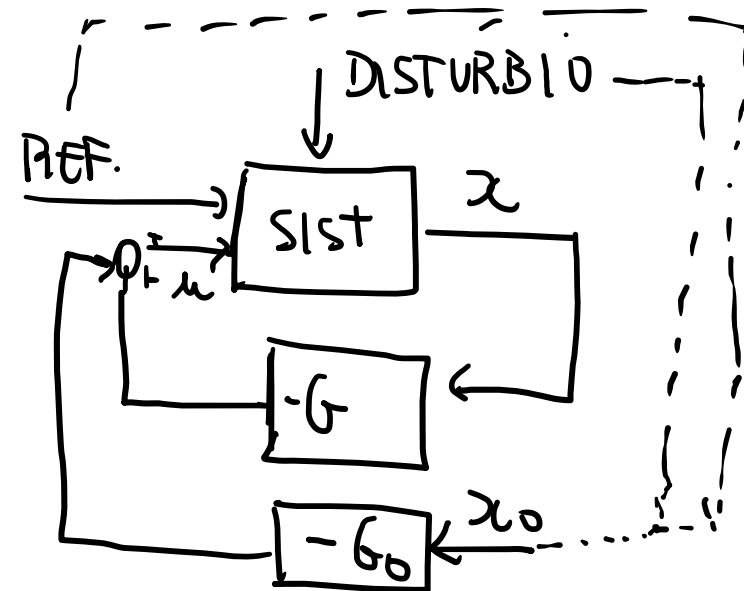 DISTURBIO
REF.
SIST
x
+
+ u
-G
x0
-G0